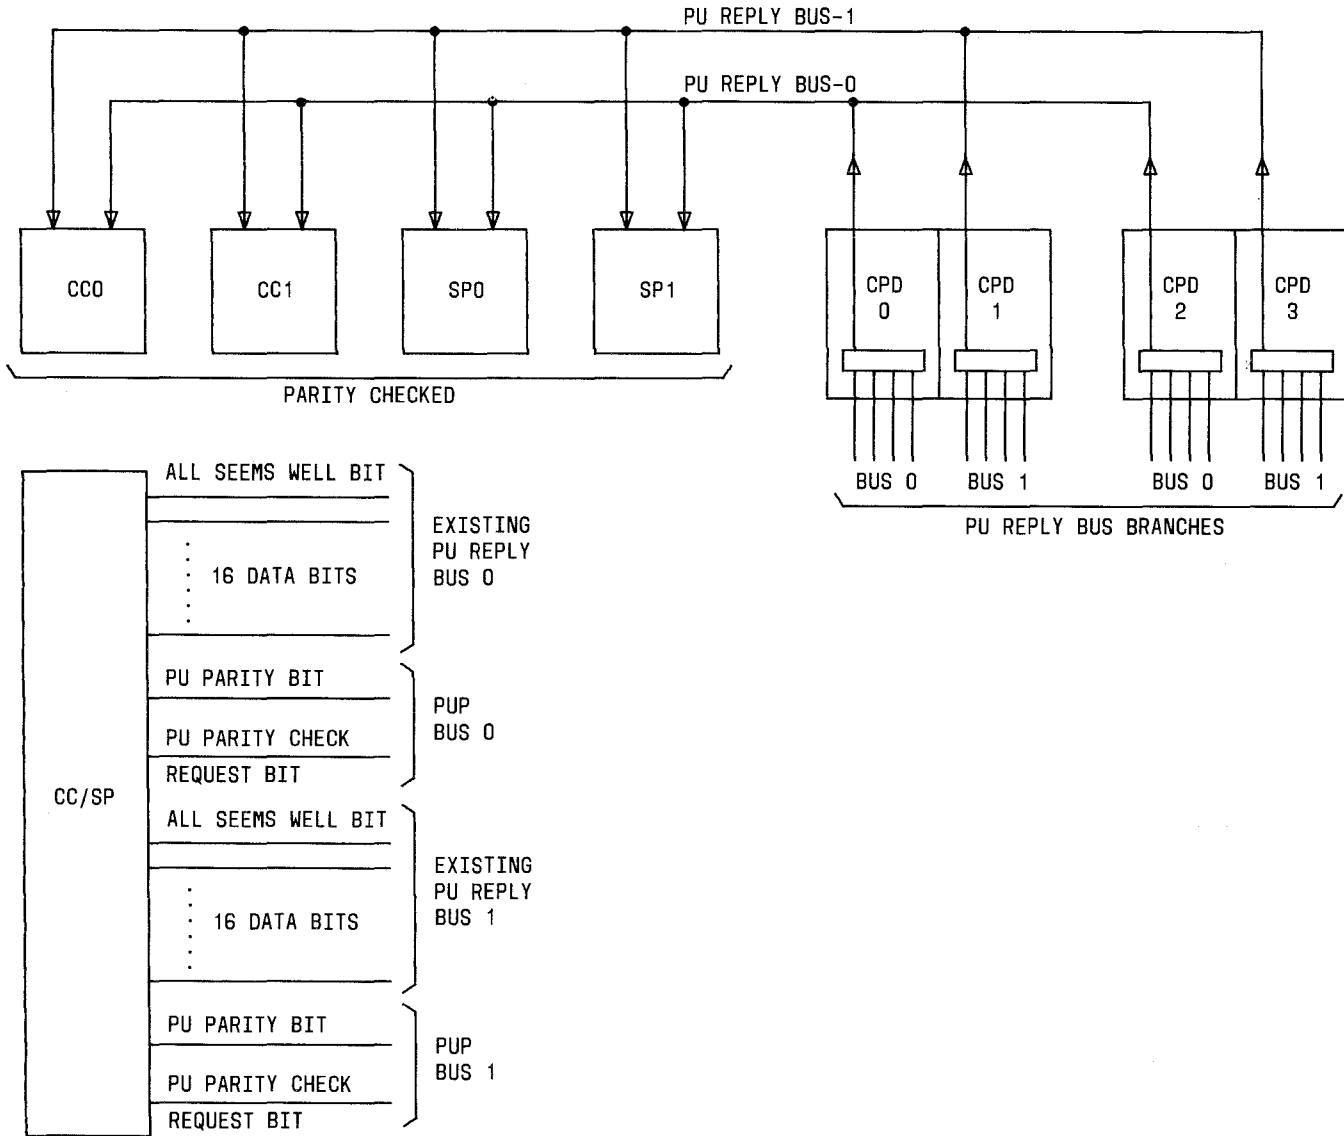 PU REPLY BUS-1
PU REPLY BUS-0
CC0
CC1
SP0
SP1
CPD
0
CPD
1
CPD
2
CPD
3
PARITY CHECKED
BUS 0
BUS 1
BUS 0
BUS 1
PU REPLY BUS BRANCHES
CC/SP
ALL SEEMS WELL BIT
16 DATA BITS
EXISTING
PU REPLY
BUS 0
PU PARITY BIT
PU PARITY CHECK
REQUEST BIT
PUP
BUS 0
ALL SEEMS WELL BIT
16 DATA BITS
EXISTING
PU REPLY
BUS 1
PU PARITY BIT
PU PARITY CHECK
REQUEST BIT
PUP
BUS 1